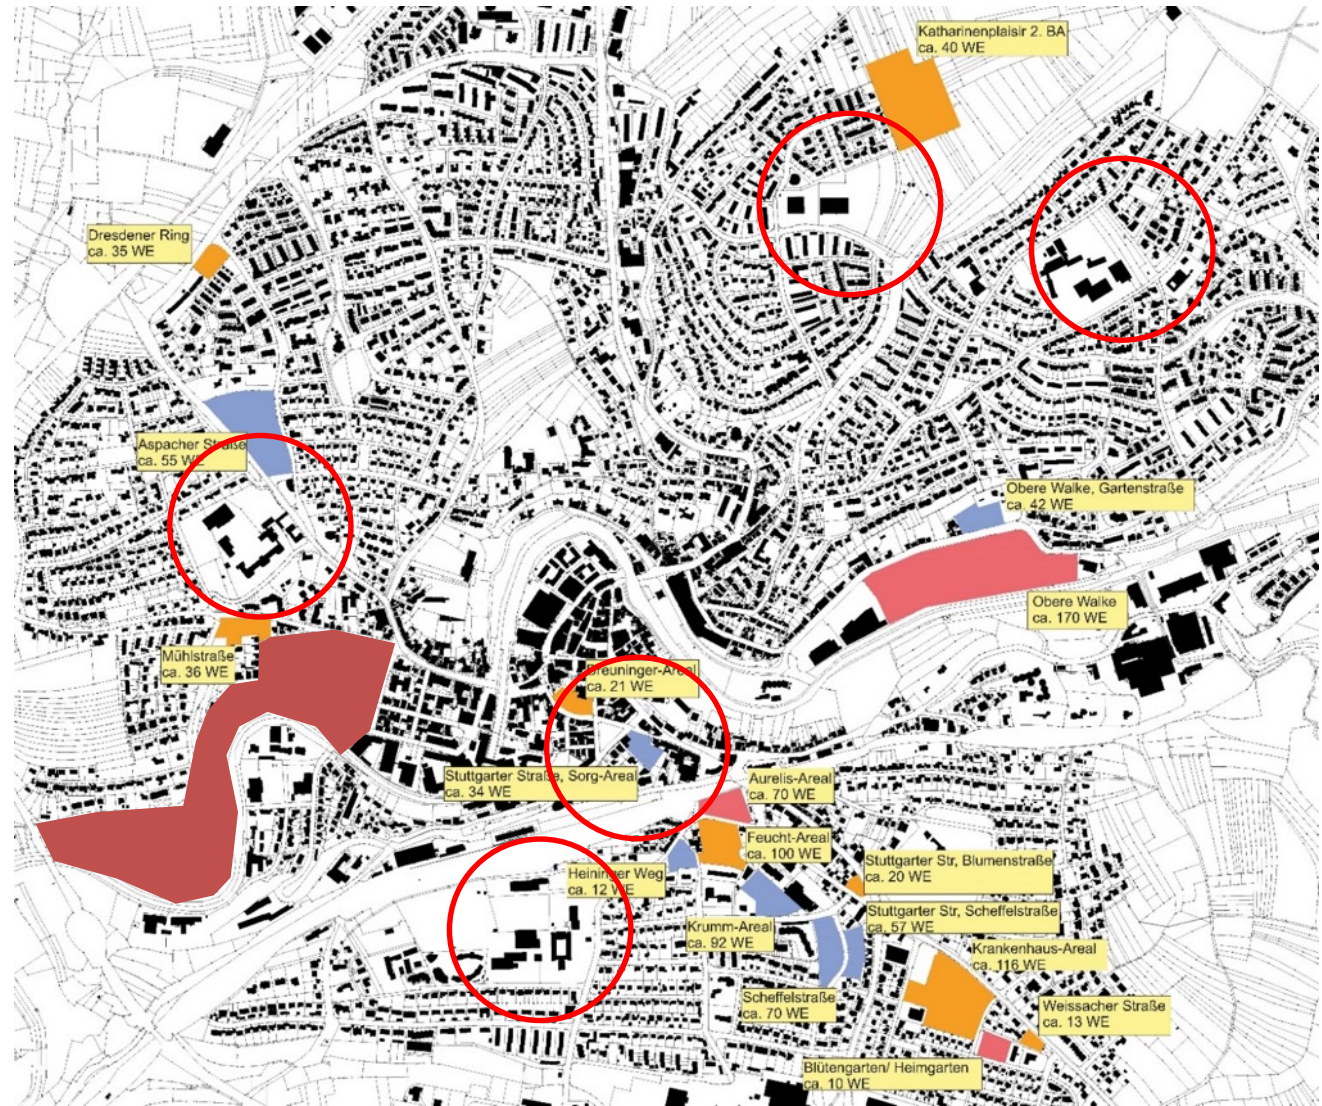 Katharinenplaisir 2. BA
ca. 40 WE
Dresdener Ring
ca. 35 WE
Aspacher Straße
ca. 55 WE
Obere Walke, Gartenstraße
ca. 42 WE
Obere Walke
ca. 170 WE
Mühlstraße
ca. 36 WE
Breuninger-Areal
ca. 21 WE
Stuttgarter Straße, Sorg-Areal
ca. 34 WE
Aurelis-Areal
ca. 70 WE
Feucht-Areal
ca. 100 WE
Heininger Weg
ca. 12 WE
Stuttgarter Str, Blumenstraße
ca. 20 WE
Stuttgarter Str, Scheffelstraße
ca. 57 WE
Krumm-Areal
ca. 92 WE
Krankenhaus-Areal
ca. 116 WE
Scheffelstraße
ca. 70 WE
Weissacher Straße
ca. 13 WE
Blütengarten/ Heimgarten
ca. 10 WE